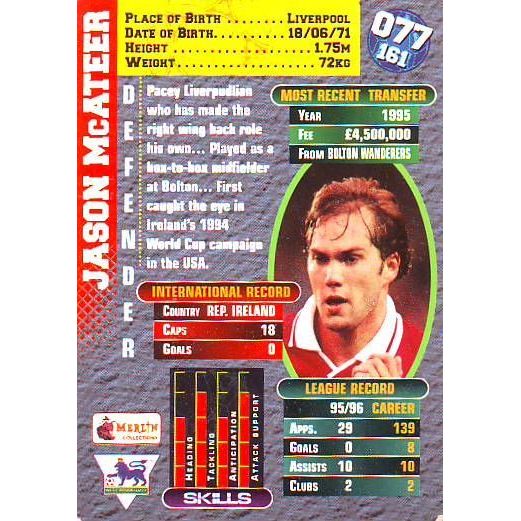 JASON McATEER
DEFENDER
PLACE OF BIRTH ............ LIVERPOOL
DATE OF BIRTH.............. 18/06/71
HEIGHT .................... 1.75M
WEIGHT..................... 72KG
077
161
Pacey Liverpudlian
who has made the
right wing back role
his own... Played as a
box-to-box midfielder
at Bolton... First
caught the eye in
Ireland's 1994
World Cup campaign
in the USA.
MOST RECENT TRANSFER
YEAR 1995
FEE £4,500,000
FROM BOLTON WANDERERS
INTERNATIONAL RECORD
COUNTRY REP. IRELAND
CAPS 18
GOALS 0
LEAGUE RECORD
95/96 CAREER
APPS. 29 139
GOALS 0 8
ASSISTS 10 10
CLUBS 2 2
HEADING
TACKLING
ANTICIPATION
ATTACK SUPPORT
SKILLS
MERLIN
COLLECTIONS